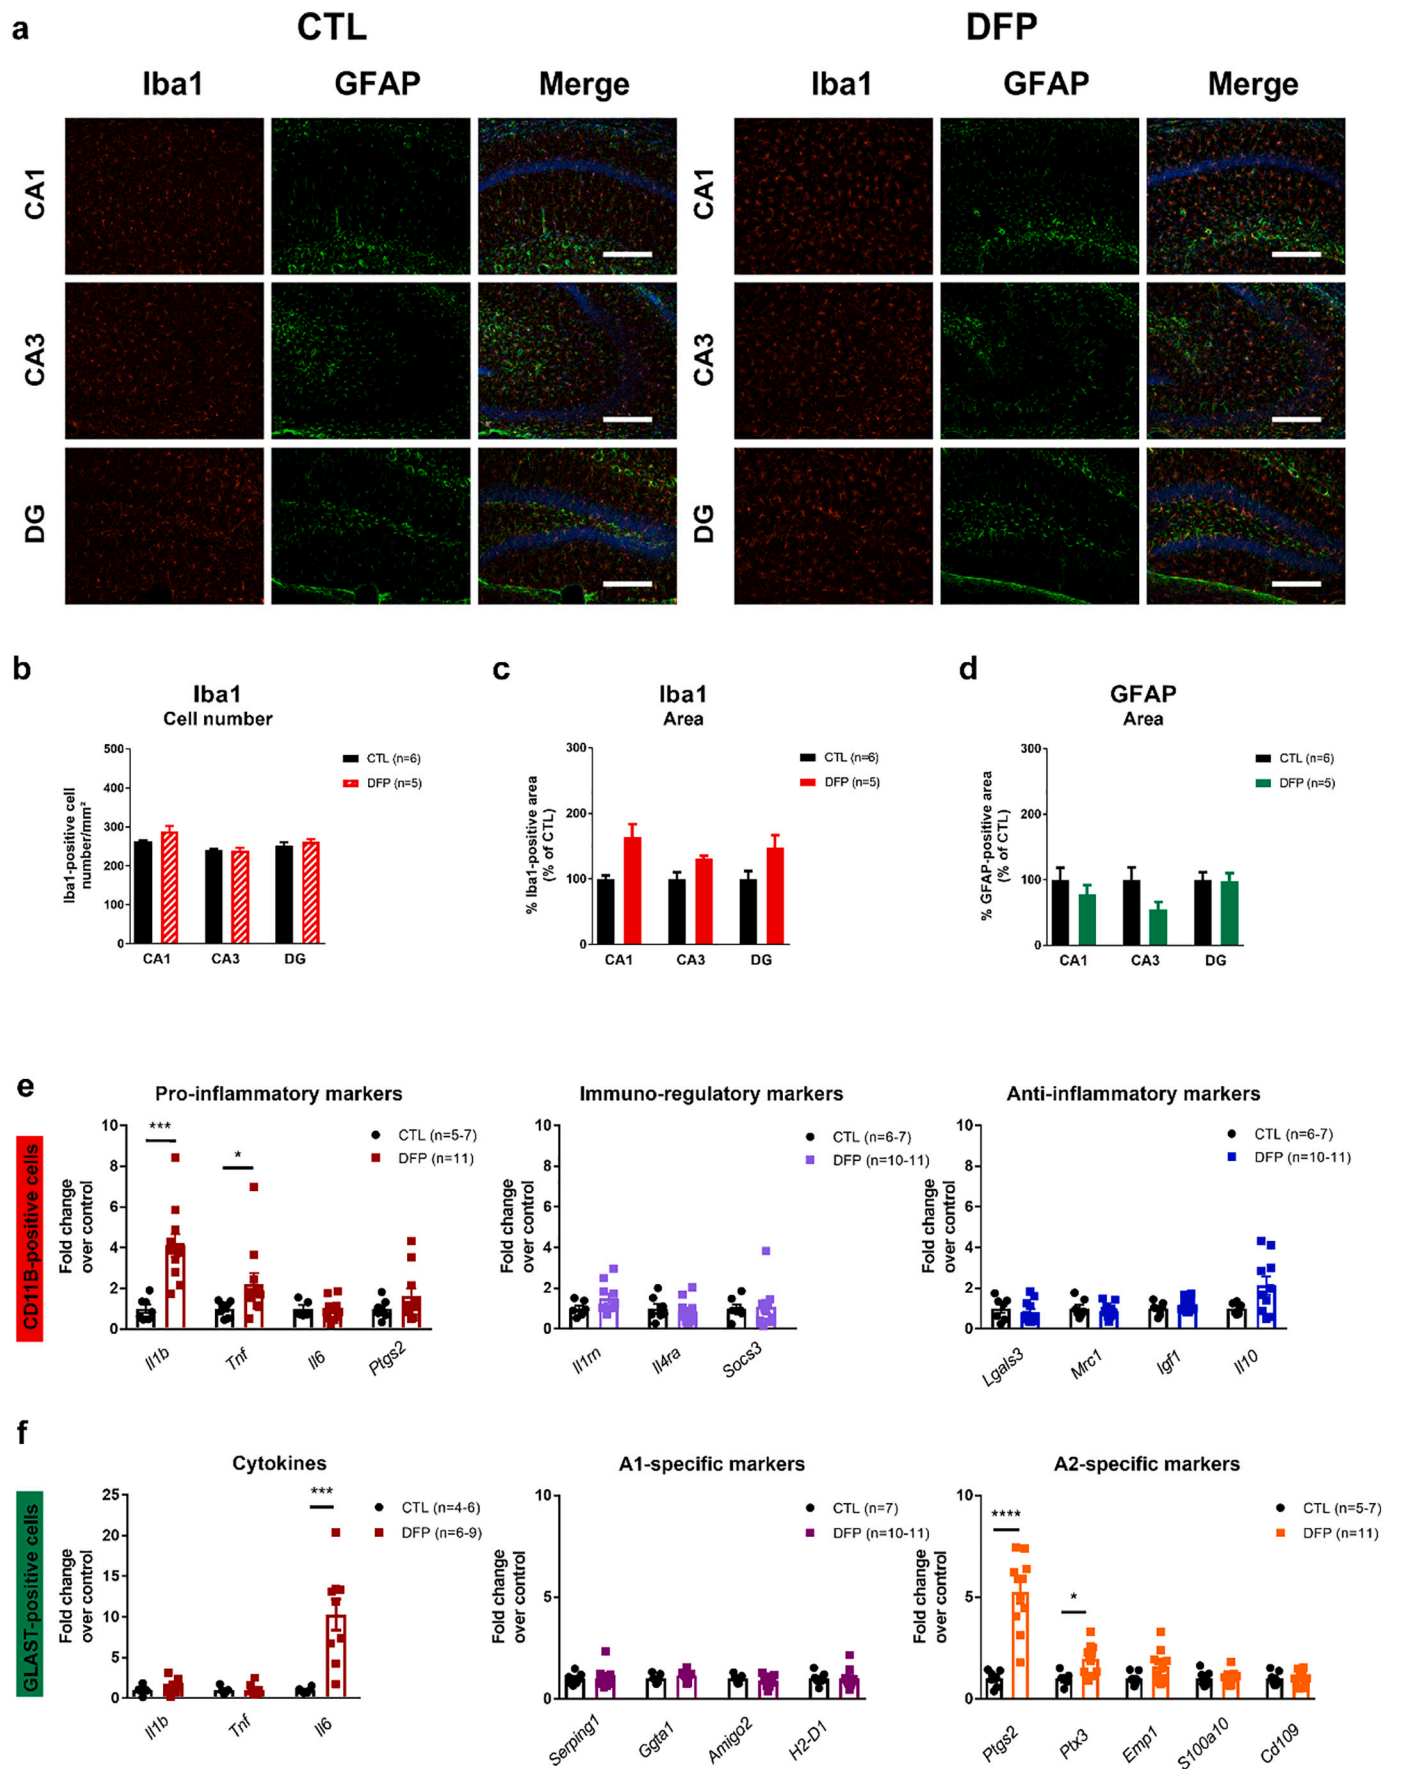 a
CTL
DFP
Iba1
GFAP
Merge
Iba1
GFAP
Merge
CA1
CA1
CA3
CA3
DG
DG
b
Iba1
Cell number
Iba1-positive cell
number/mm²
500
400
300
200
100
0
CA1
CA3
DG
CTL (n=6)
DFP (n=5)
c
Iba1
Area
% Iba1-positive area
(% of CTL)
300
200
100
0
CA1
CA3
DG
CTL (n=6)
DFP (n=5)
d
GFAP
Area
% GFAP-positive area
(% of CTL)
300
200
100
0
CA1
CA3
DG
CTL (n=6)
DFP (n=5)
e
CD11B-positive cells
Pro-inflammatory markers
Fold change
over control
10
8
6
4
2
0
***
*
CTL (n=5-7)
DFP (n=11)
Il1b
Tnf
Il6
Ptgs2
Immuno-regulatory markers
Fold change
over control
10
8
6
4
2
0
CTL (n=6-7)
DFP (n=10-11)
Il1rn
Il4ra
Socs3
Anti-inflammatory markers
Fold change
over control
10
8
6
4
2
0
CTL (n=6-7)
DFP (n=10-11)
Lgals3
Mrc1
Igf1
Il10
f
GLAST-positive cells
Cytokines
Fold change
over control
25
20
15
10
5
0
***
CTL (n=4-6)
DFP (n=6-9)
Il1b
Tnf
Il6
A1-specific markers
Fold change
over control
10
5
0
CTL (n=7)
DFP (n=10-11)
Serping1
Ggta1
Amigo2
H2-D1
A2-specific markers
Fold change
over control
10
5
0
****
*
CTL (n=5-7)
DFP (n=11)
Ptgs2
Ptx3
Emp1
S100a10
Cd109